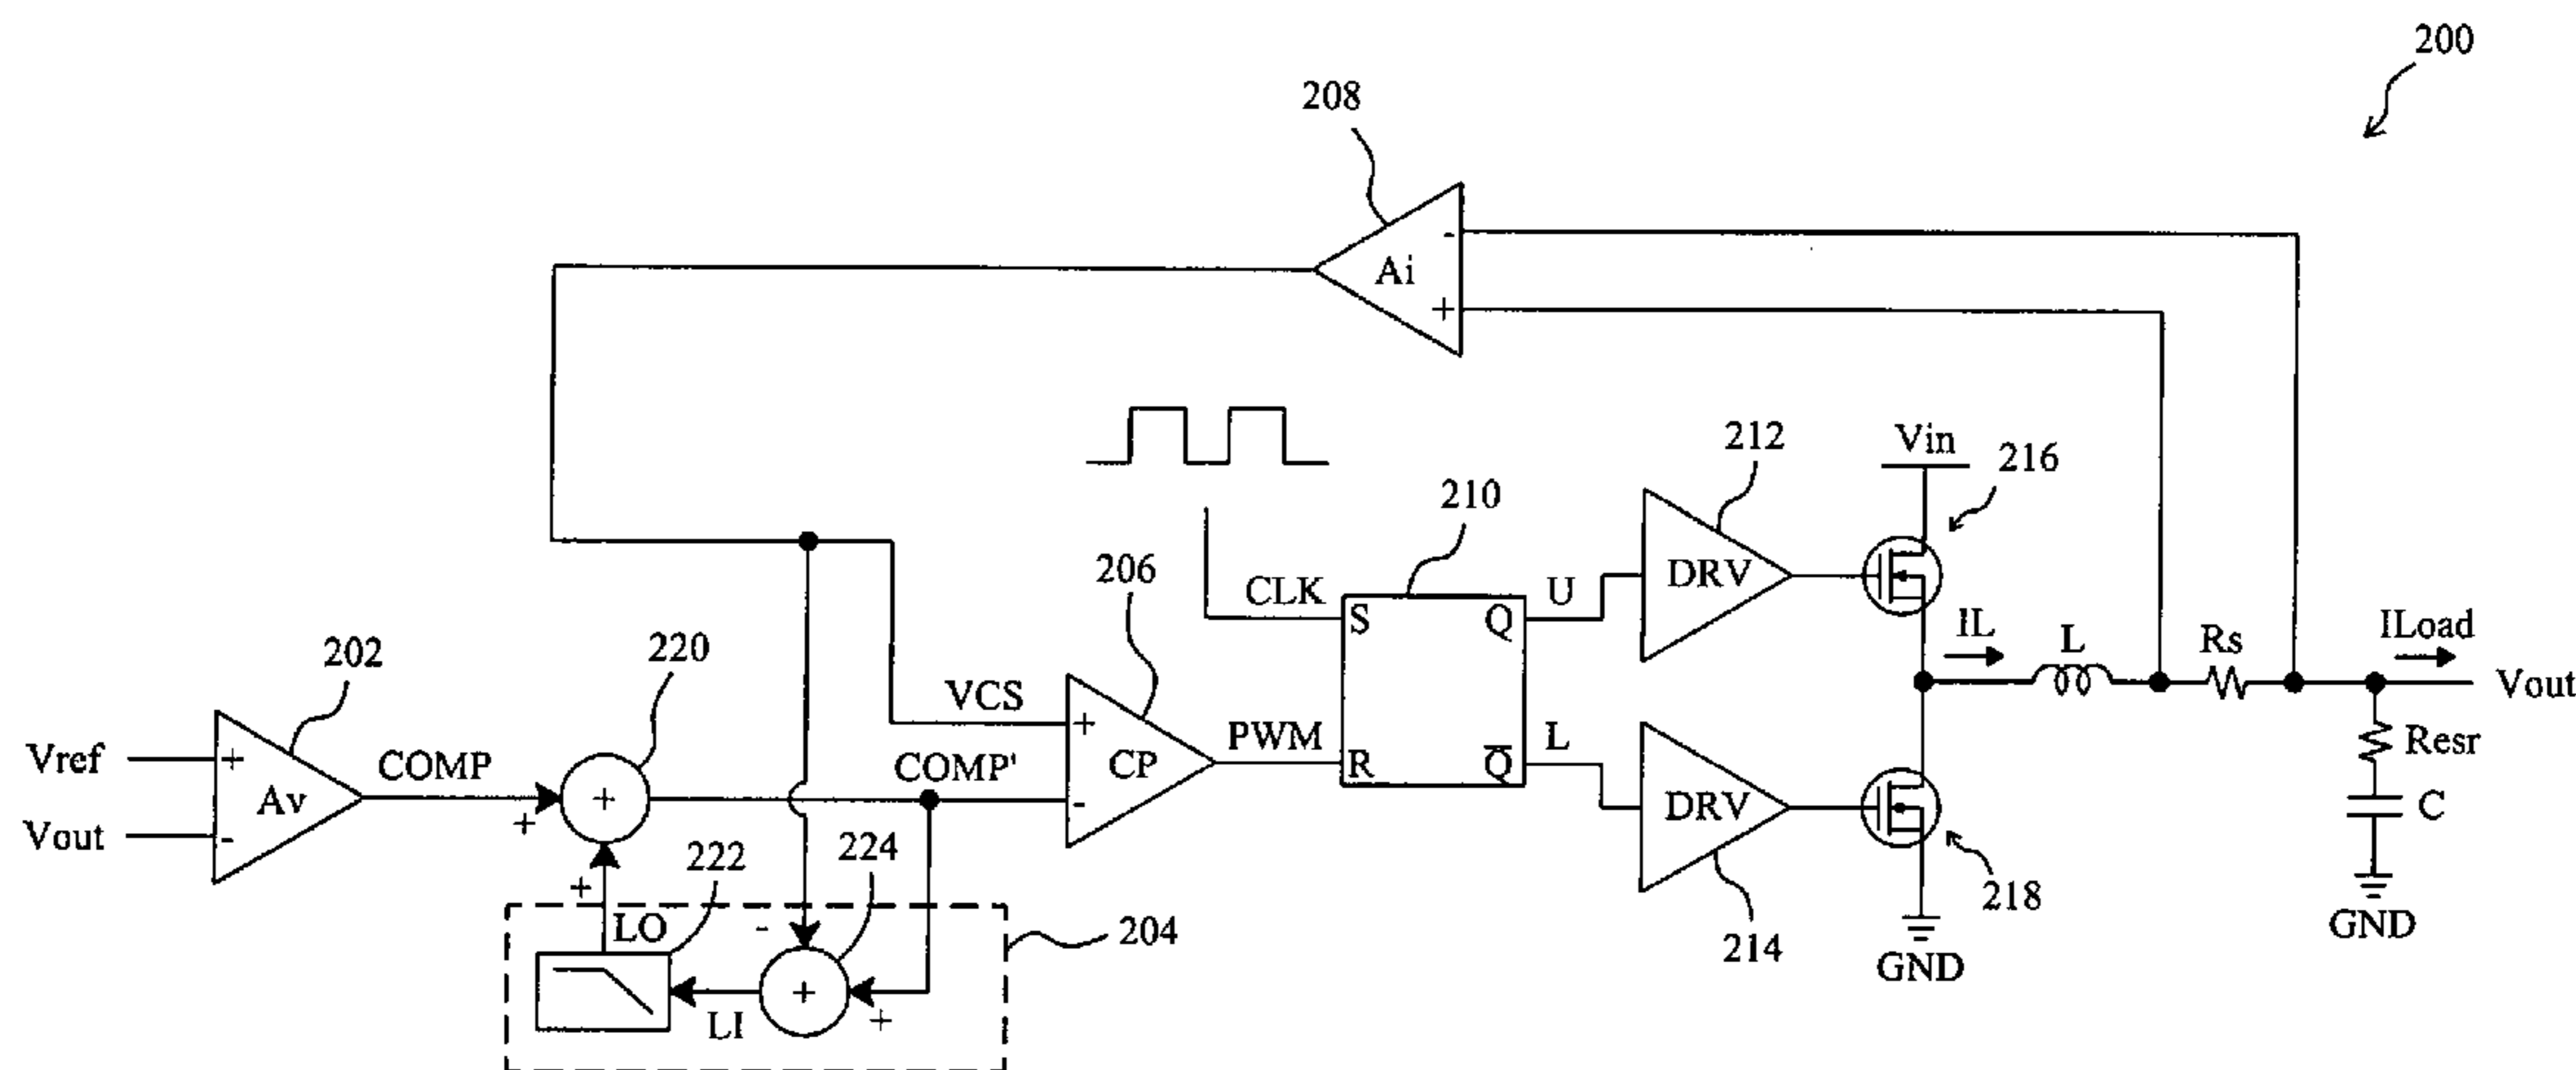 200
208
-
Ai
+
212
Vin
216
210
206
DRV
CLK
S
Q
U
IL
L
Rs
ILoad
Vout
202
220
VCS
+
PWM
R
Q̅
L
Resr
Vref
+
COMP
+
COMP'
CP
DRV
C
Av
Vout
-
+
-
222
224
+
218
214
GND
GND
LO
-
204
+
LI
+